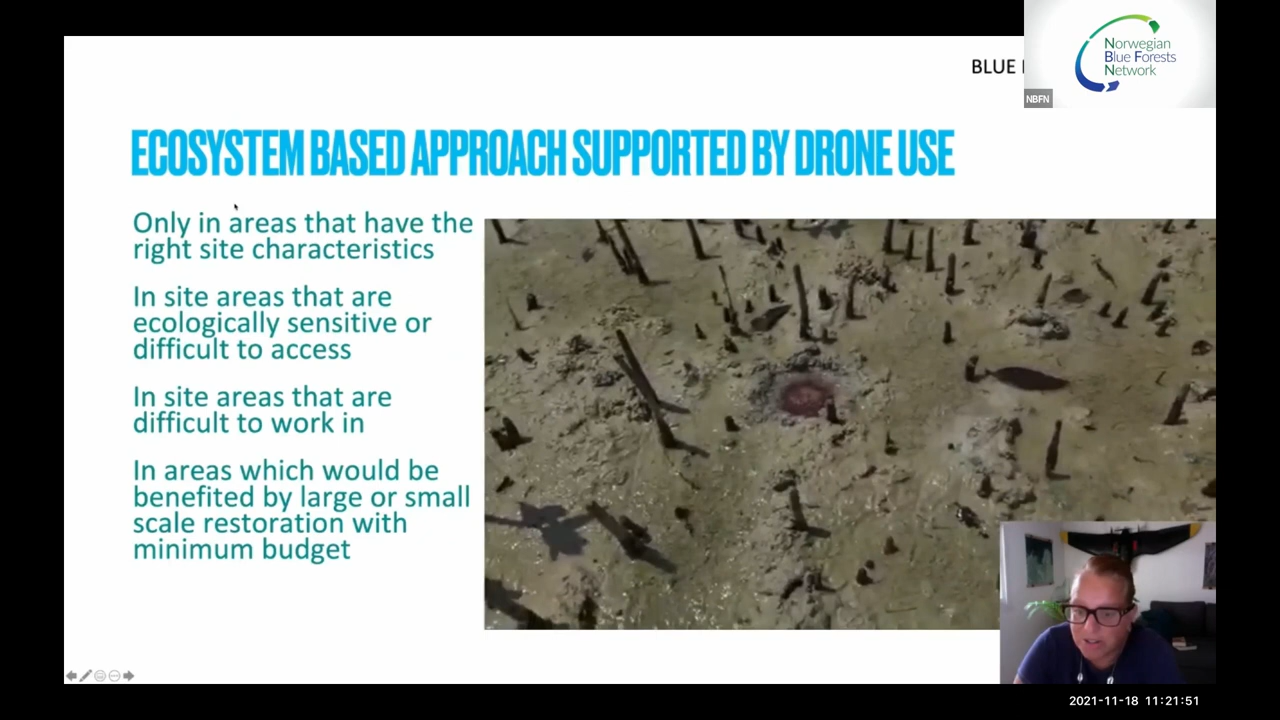 BLUE
Norwegian
Blue Forests
Network
NBFN
ECOSYSTEM BASED APPROACH SUPPORTED BY DRONE USE
Only in areas that have the
right site characteristics
In site areas that are
ecologically sensitive or
difficult to access
In site areas that are
difficult to work in
In areas which would be
benefited by large or small
scale restoration with
minimum budget
2021-11-18 11:21:51